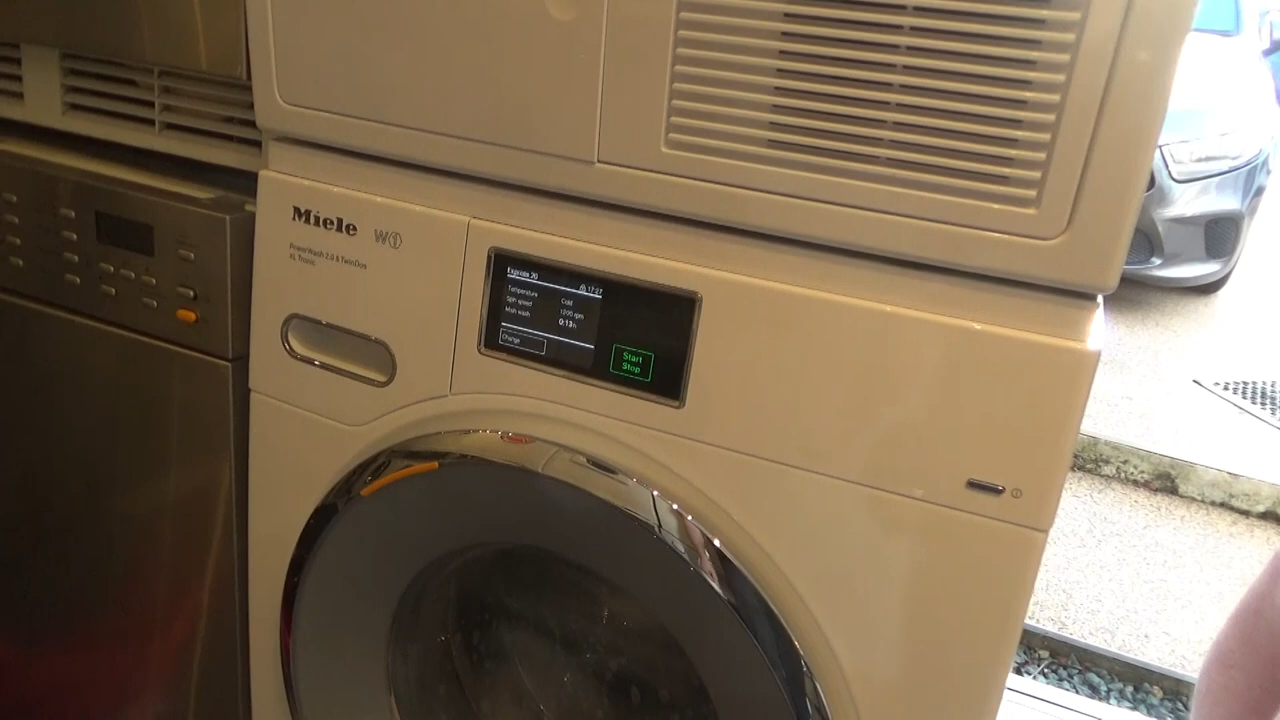 Miele W1
PowerWash 2.0 & TwinDos
XL Tronic
Express 20
17:27
Temperature Cold
Spin speed 1200 rpm
Main wash 0:13 h
Change
Start
Stop